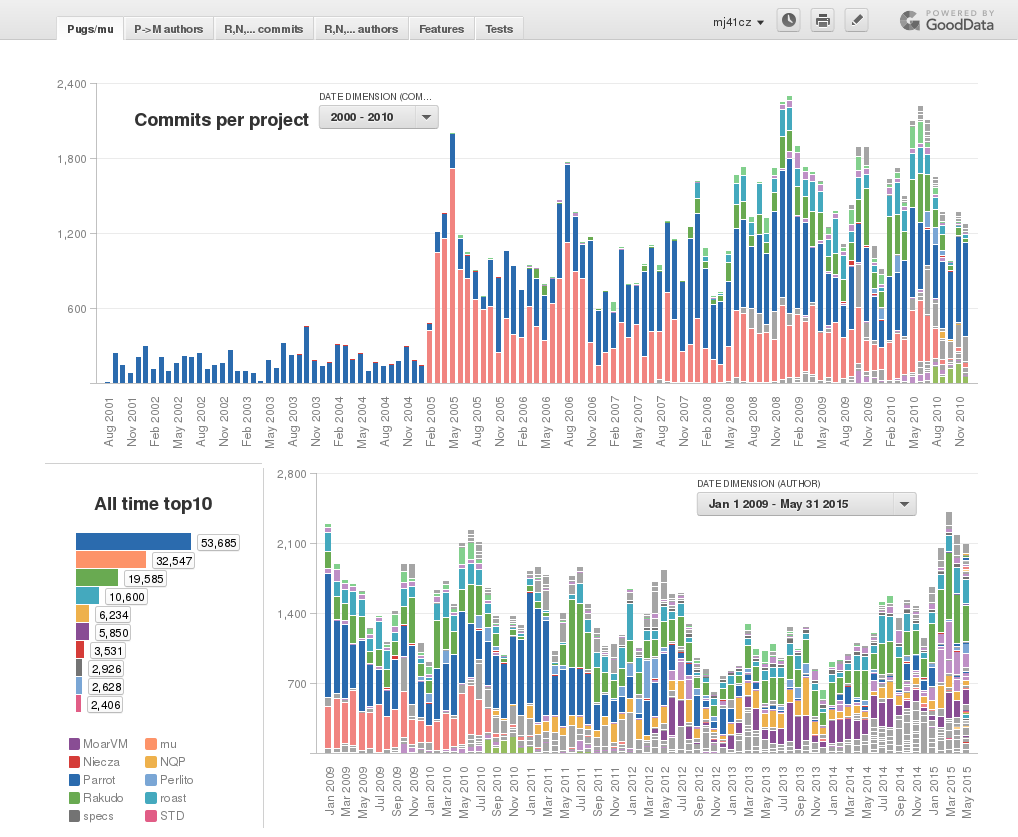 Pugs/mu
P->M authors
R,N,... commits
R,N,... authors
Features
Tests
mj41cz
POWERED BY
GoodData
Commits per project
DATE DIMENSION (COM...
2000 - 2010
2,400
1,800
1,200
600
Aug 2001
Nov 2001
Feb 2002
May 2002
Aug 2002
Nov 2002
Feb 2003
May 2003
Aug 2003
Nov 2003
Feb 2004
May 2004
Aug 2004
Nov 2004
Feb 2005
May 2005
Aug 2005
Nov 2005
Feb 2006
May 2006
Aug 2006
Nov 2006
Feb 2007
May 2007
Aug 2007
Nov 2007
Feb 2008
May 2008
Aug 2008
Nov 2008
Feb 2009
May 2009
Aug 2009
Nov 2009
Feb 2010
May 2010
Aug 2010
Nov 2010
All time top10
53,685
32,547
19,585
10,600
6,234
5,850
3,531
2,926
2,628
2,406
MoarVM
mu
Niecza
NQP
Parrot
Perlito
Rakudo
roast
specs
STD
DATE DIMENSION (AUTHOR)
Jan 1 2009 - May 31 2015
2,800
2,100
1,400
700
Jan 2009
Mar 2009
May 2009
Jul 2009
Sep 2009
Nov 2009
Jan 2010
Mar 2010
May 2010
Jul 2010
Sep 2010
Nov 2010
Jan 2011
Mar 2011
May 2011
Jul 2011
Sep 2011
Nov 2011
Jan 2012
Mar 2012
May 2012
Jul 2012
Sep 2012
Nov 2012
Jan 2013
Mar 2013
May 2013
Jul 2013
Sep 2013
Nov 2013
Jan 2014
Mar 2014
May 2014
Jul 2014
Sep 2014
Nov 2014
Jan 2015
Mar 2015
May 2015